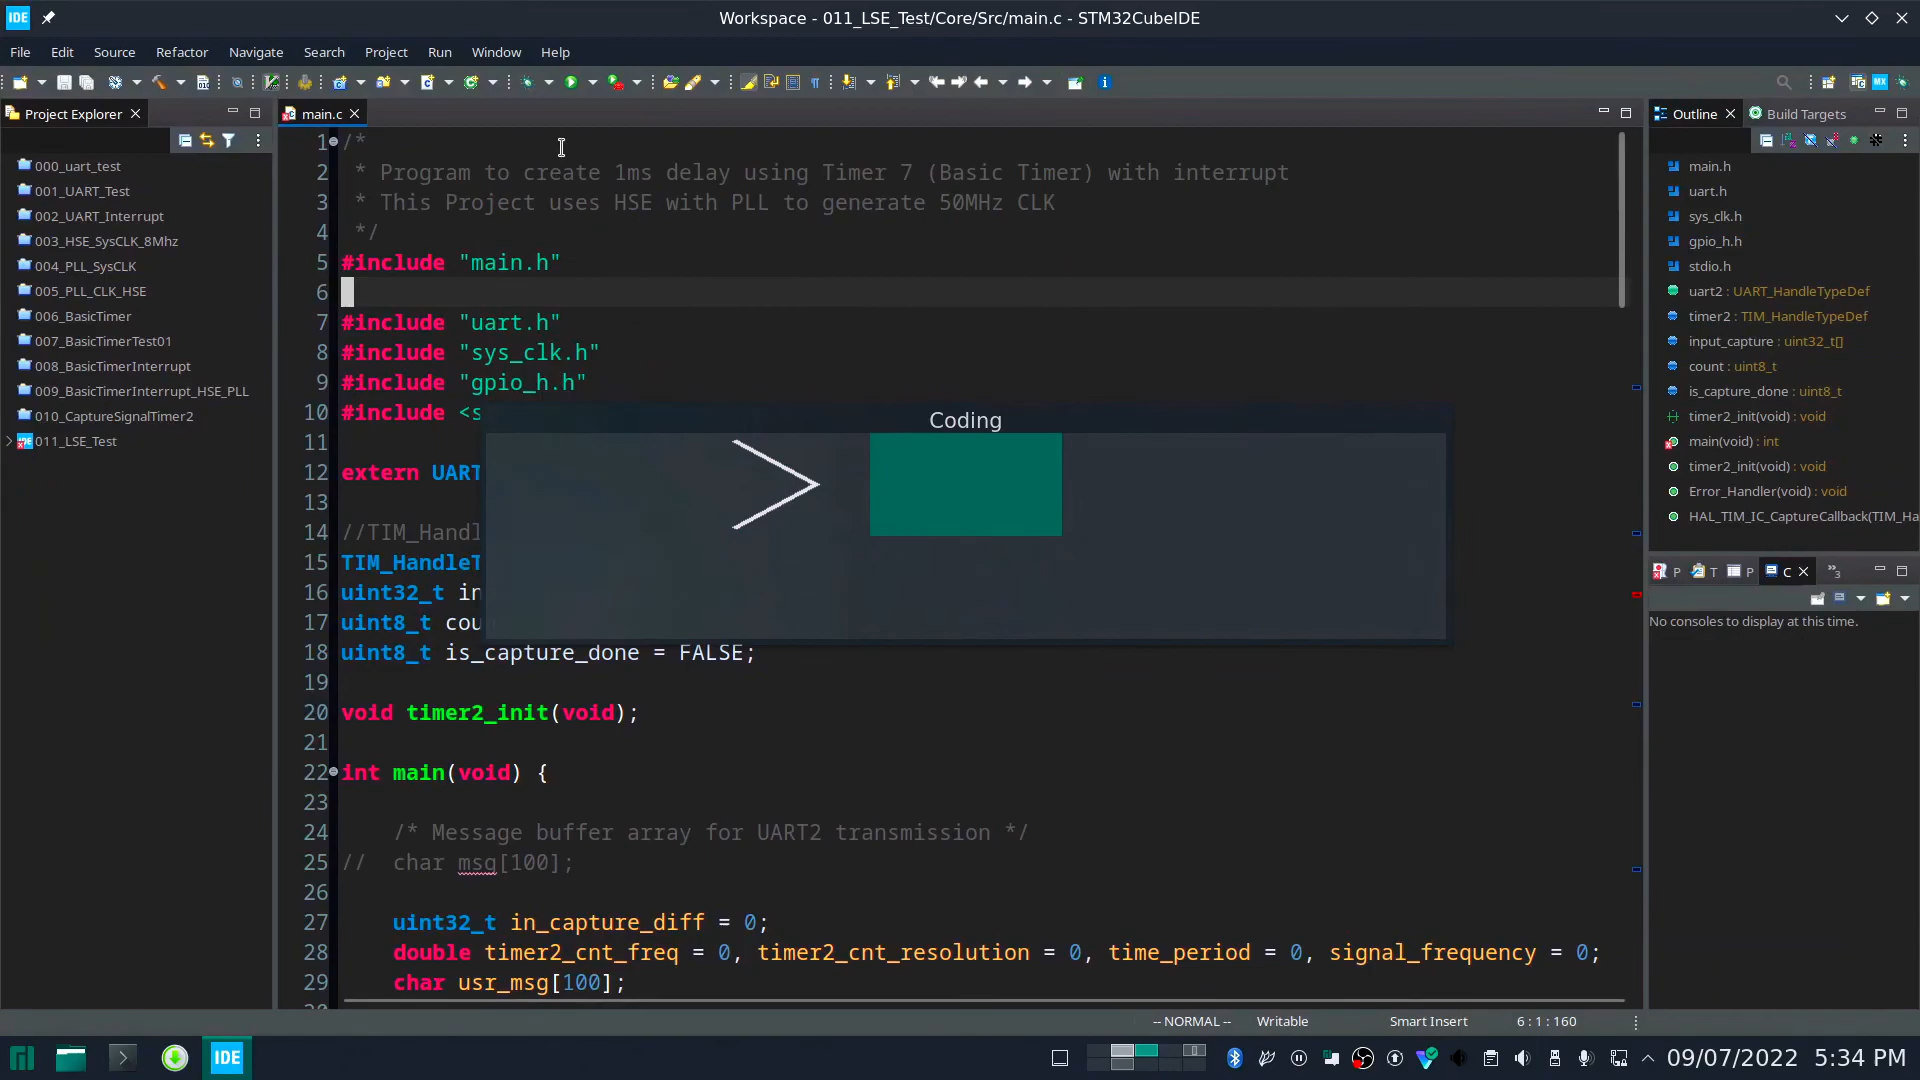 IDE
Workspace - 011_LSE_Test/Core/Src/main.c - STM32CubeIDE
File Edit Source Refactor Navigate Search Project Run Window Help
Project Explorer
000_uart_test
001_UART_Test
002_UART_Interrupt
003_HSE_SysCLK_8Mhz
004_PLL_SysCLK
005_PLL_CLK_HSE
006_BasicTimer
007_BasicTimerTest01
008_BasicTimerInterrupt
009_BasicTimerInterrupt_HSE_PLL
010_CaptureSignalTimer2
011_LSE_Test
main.c
1 /*
2 * Program to create 1ms delay using Timer 7 (Basic Timer) with interrupt
3 * This Project uses HSE with PLL to generate 50MHz CLK
4 */
5 #include "main.h"
6
7 #include "uart.h"
8 #include "sys_clk.h"
9 #include "gpio_h.h"
10 #include <s
11
12 extern UART
13
14 //TIM_Handl
15 TIM_HandleT
16 uint32_t in
17 uint8_t cou
18 uint8_t is_capture_done = FALSE;
19
20 void timer2_init(void);
21
22 int main(void) {
23
24 /* Message buffer array for UART2 transmission */
25 // char msg[100];
26
27 uint32_t in_capture_diff = 0;
28 double timer2_cnt_freq = 0, timer2_cnt_resolution = 0, time_period = 0, signal_frequency = 0;
29 char usr_msg[100];
Coding
Outline
Build Targets
main.h
uart.h
sys_clk.h
gpio_h.h
stdio.h
uart2 : UART_HandleTypeDef
timer2 : TIM_HandleTypeDef
input_capture : uint32_t[]
count : uint8_t
is_capture_done : uint8_t
timer2_init(void) : void
main(void) : int
timer2_init(void) : void
Error_Handler(void) : void
HAL_TIM_IC_CaptureCallback(TIM_Ha
P T P C »3
No consoles to display at this time.
-- NORMAL -- Writable Smart Insert 6 : 1 : 160
IDE
09/07/2022 5:34 PM